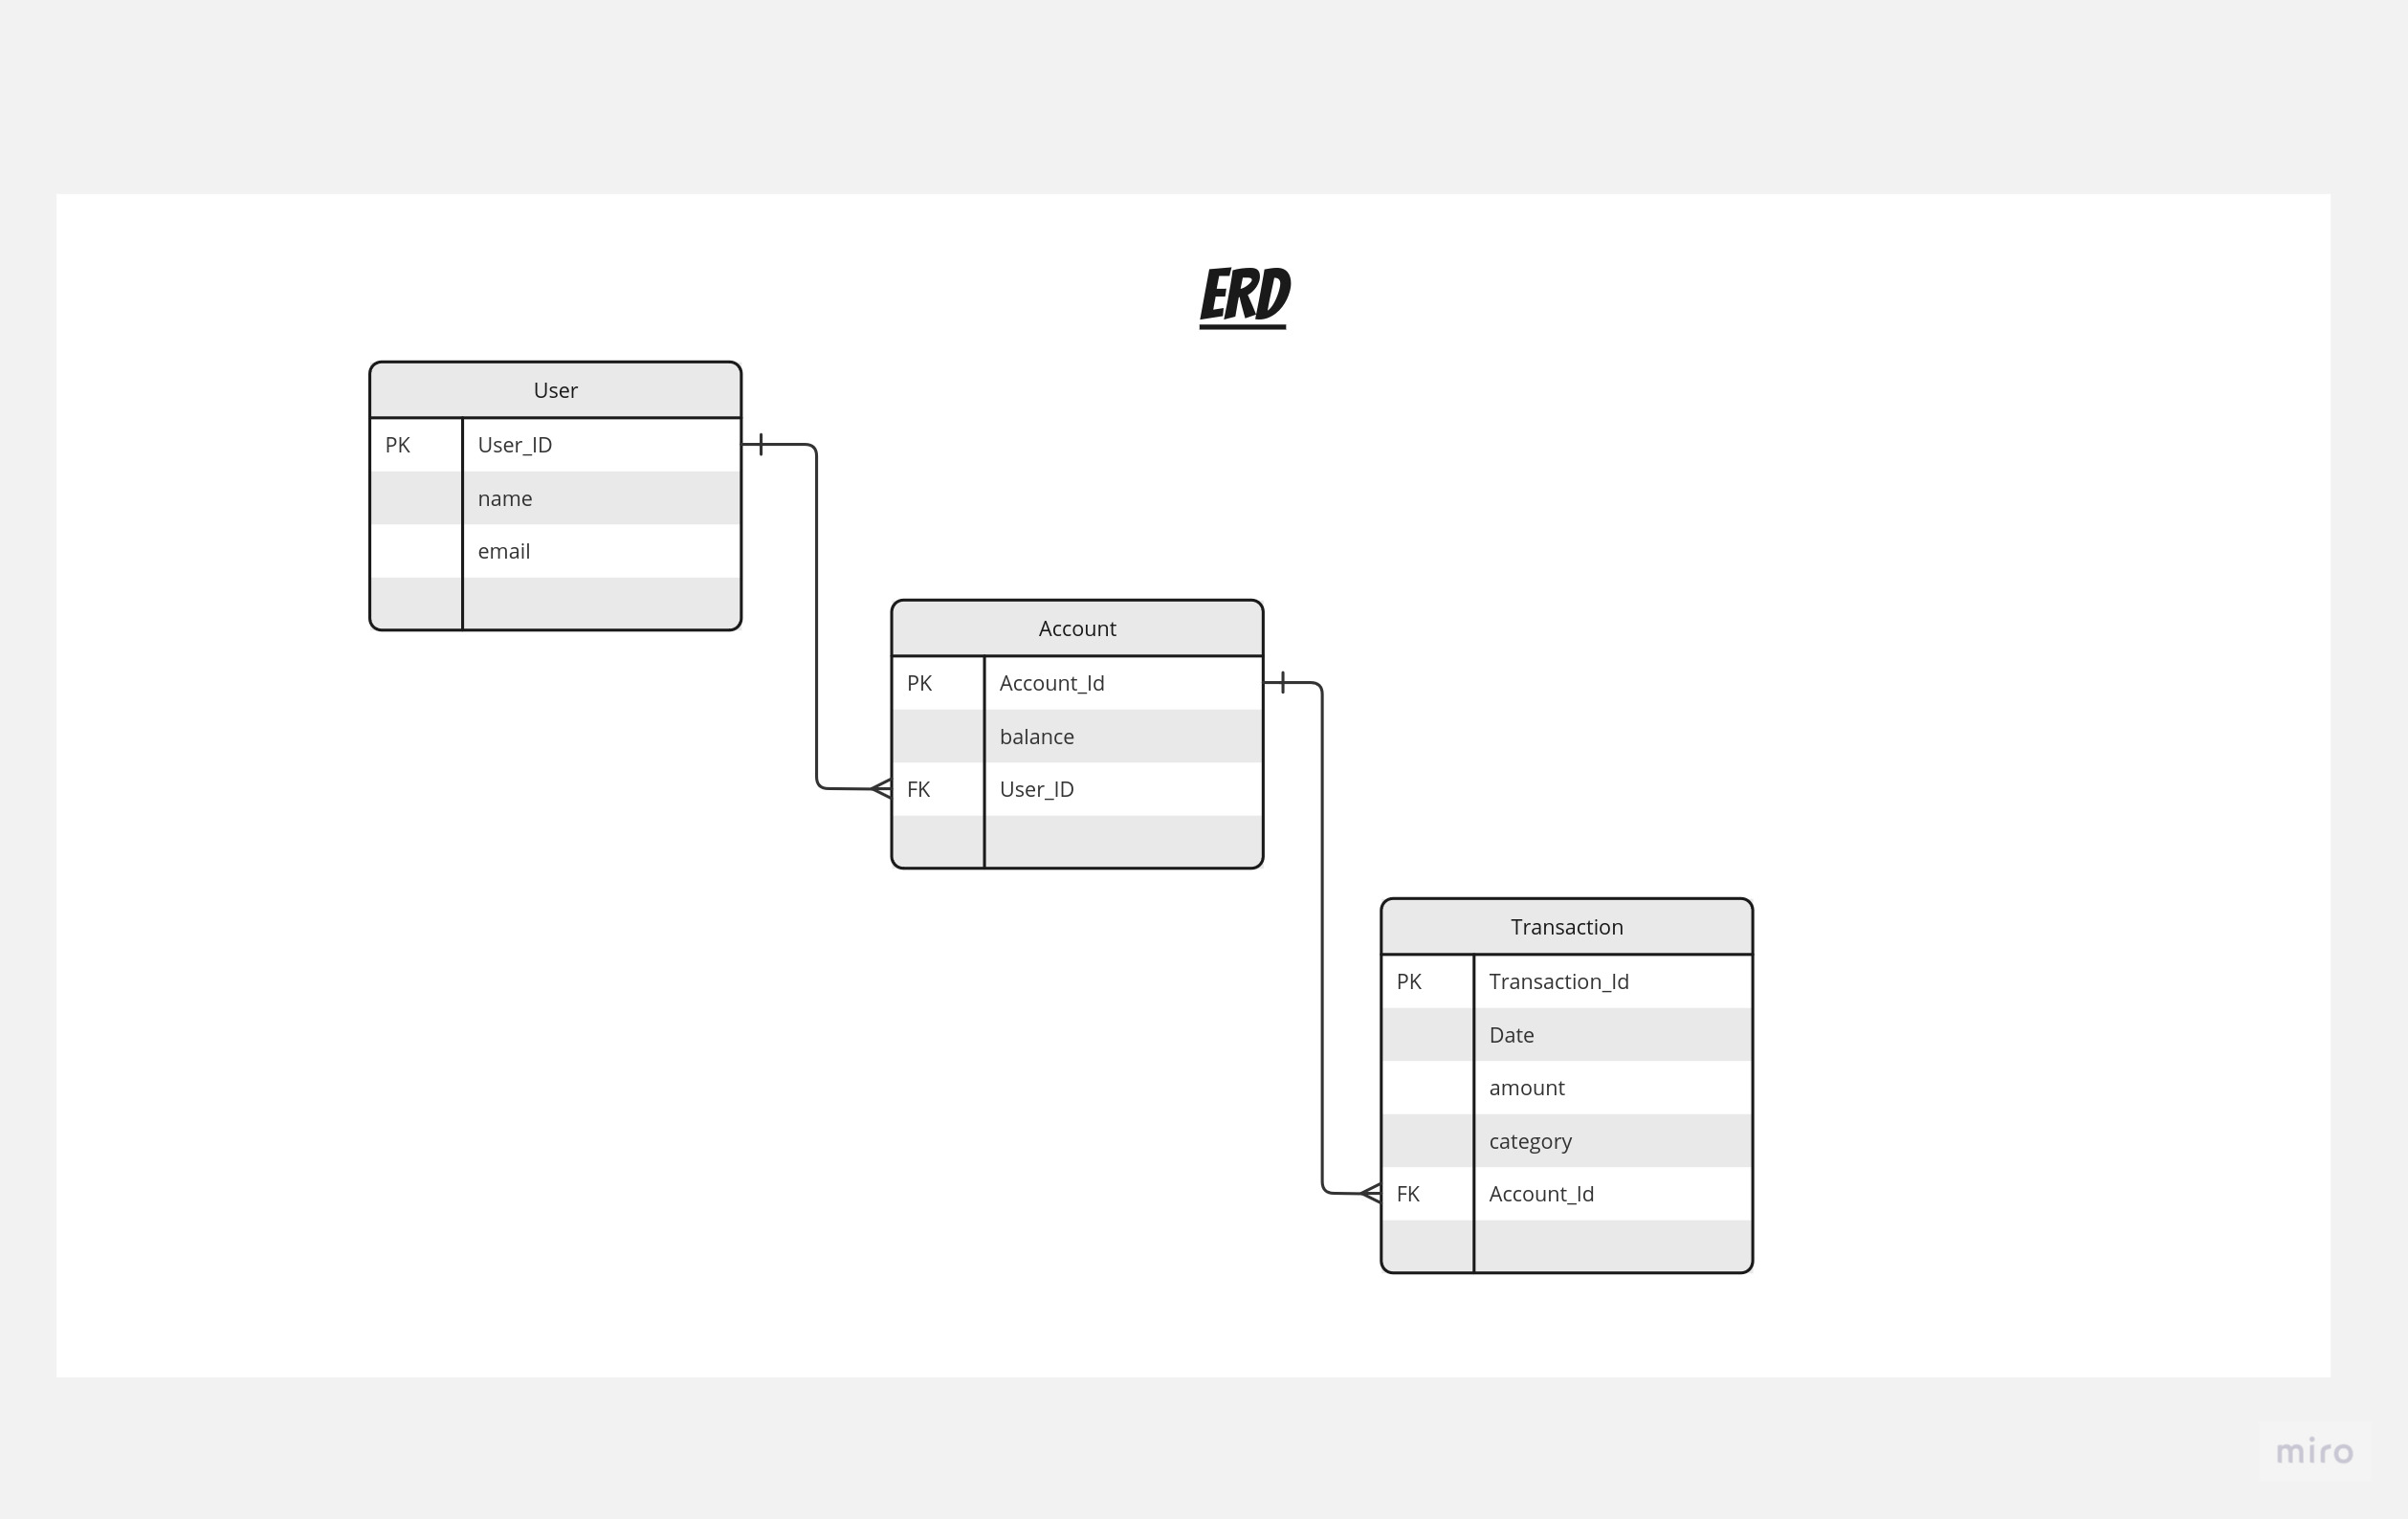 ERD
User
PK User_ID
name
email
Account
PK Account_Id
balance
FK User_ID
Transaction
PK Transaction_Id
Date
amount
category
FK Account_Id
miro